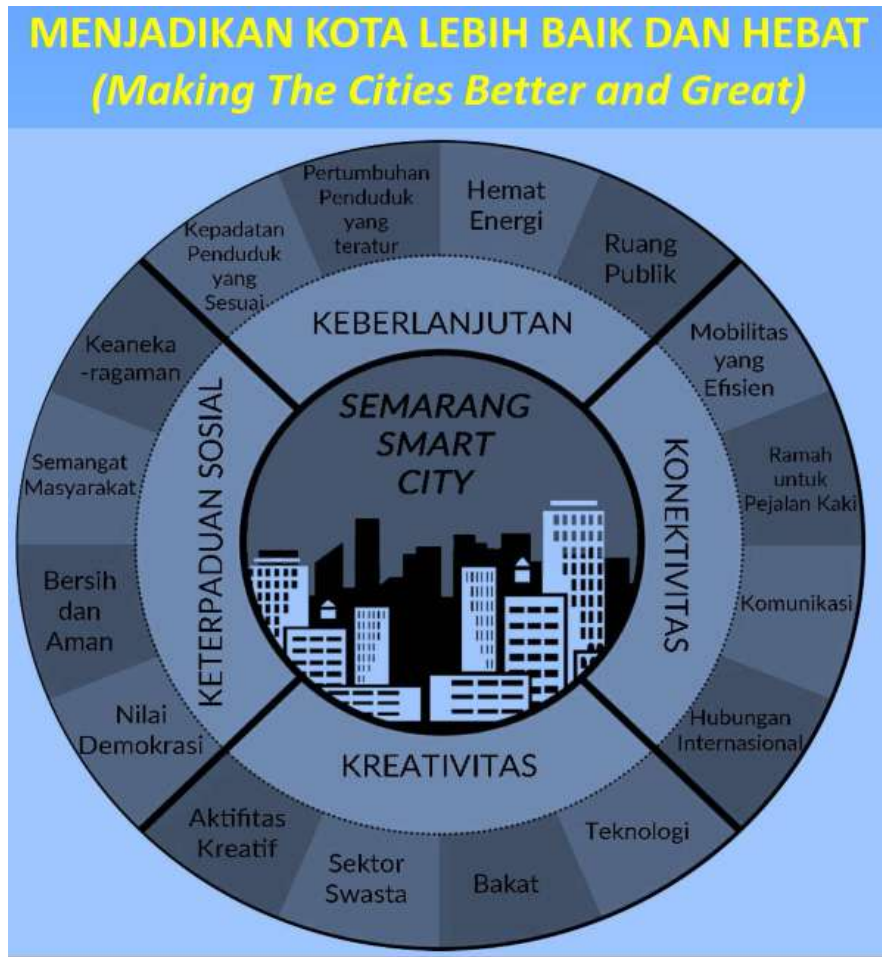 MENJADIKAN KOTA LEBIH BAIK DAN HEBAT
(Making The Cities Better and Great)
SEMARANG
SMART
CITY
KEBERLANJUTAN
Kepadatan
Penduduk
yang
Sesuai
Pertumbuhan
Penduduk
yang
teratur
Hemat
Energi
Ruang
Publik
KONEKTIVITAS
Mobilitas
yang
Efisien
Ramah
untuk
Pejalan Kaki
Komunikasi
Hubungan
Internasional
KREATIVITAS
Teknologi
Bakat
Sektor
Swasta
Aktifitas
Kreatif
KETERPADUAN SOSIAL
Nilai
Demokrasi
Bersih
dan
Aman
Semangat
Masyarakat
Keaneka
-ragaman